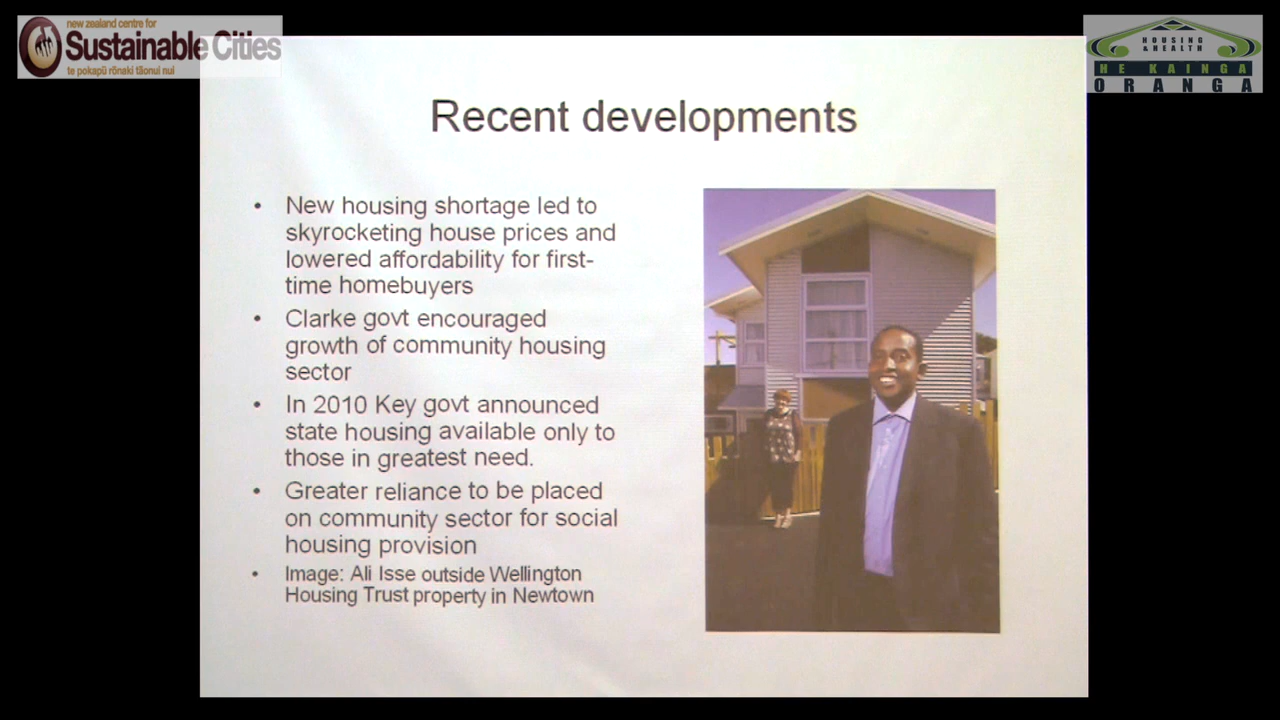 new zealand centre for
Sustainable Cities
te pokapū rōnaki tāonui nui
HOUSING
& HEALTH
HE KAINGA
ORANGA
Recent developments
• New housing shortage led to
skyrocketing house prices and
lowered affordability for first-
time homebuyers
• Clarke govt encouraged
growth of community housing
sector
• In 2010 Key govt announced
state housing available only to
those in greatest need.
• Greater reliance to be placed
on community sector for social
housing provision
• Image: Ali Isse outside Wellington
Housing Trust property in Newtown